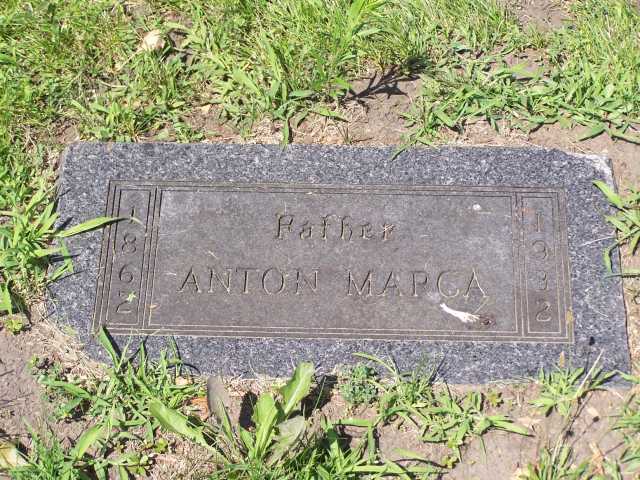 Father
ANTON MARCA
1862
1932